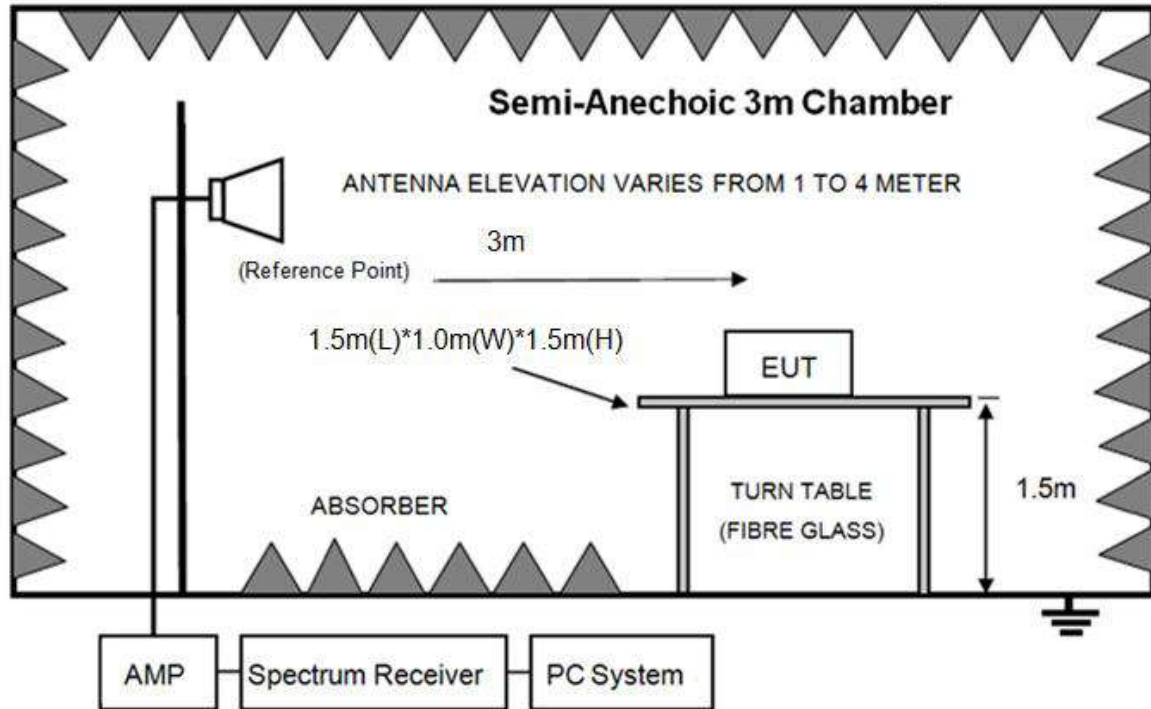 Semi-Anechoic 3m Chamber
ANTENNA ELEVATION VARIES FROM 1 TO 4 METER
3m
(Reference Point)
1.5m(L)*1.0m(W)*1.5m(H)
EUT
ABSORBER
TURN TABLE
(FIBRE GLASS)
1.5m
AMP
Spectrum Receiver
PC System